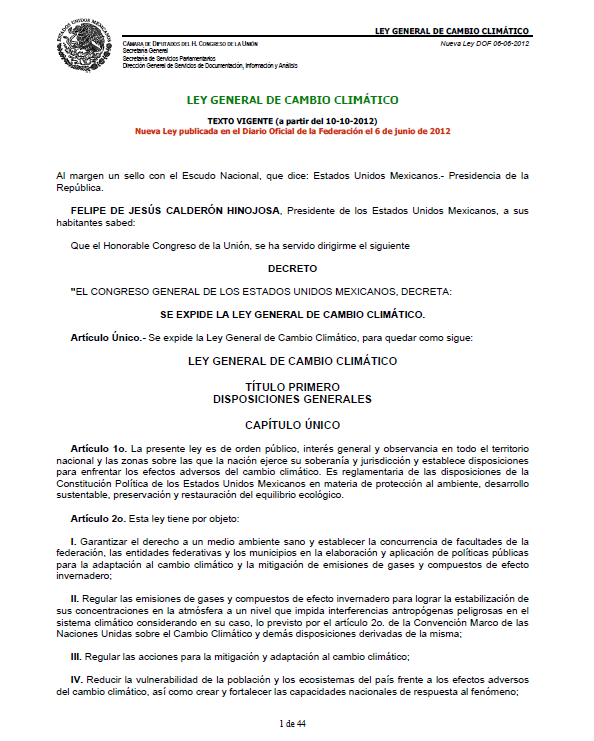 ESTADOS UNIDOS MEXICANOS
LEY GENERAL DE CAMBIO CLIMÁTICO
CÁMARA DE DIPUTADOS DEL H. CONGRESO DE LA UNIÓN
Nueva Ley DOF 06-06-2012
Secretaría General
Secretaría de Servicios Parlamentarios
Dirección General de Servicios de Documentación, Información y Análisis
LEY GENERAL DE CAMBIO CLIMÁTICO
TEXTO VIGENTE (a partir del 10-10-2012)
Nueva Ley publicada en el Diario Oficial de la Federación el 6 de junio de 2012
Al margen un sello con el Escudo Nacional, que dice: Estados Unidos Mexicanos.- Presidencia de la
República.
FELIPE DE JESÚS CALDERÓN HINOJOSA, Presidente de los Estados Unidos Mexicanos, a sus
habitantes sabed:
Que el Honorable Congreso de la Unión, se ha servido dirigirme el siguiente
DECRETO
"EL CONGRESO GENERAL DE LOS ESTADOS UNIDOS MEXICANOS, DECRETA:
SE EXPIDE LA LEY GENERAL DE CAMBIO CLIMÁTICO.
Artículo Único.- Se expide la Ley General de Cambio Climático, para quedar como sigue:
LEY GENERAL DE CAMBIO CLIMÁTICO
TÍTULO PRIMERO
DISPOSICIONES GENERALES
CAPÍTULO ÚNICO
Artículo 1o. La presente ley es de orden público, interés general y observancia en todo el territorio
nacional y las zonas sobre las que la nación ejerce su soberanía y jurisdicción y establece disposiciones
para enfrentar los efectos adversos del cambio climático. Es reglamentaria de las disposiciones de la
Constitución Política de los Estados Unidos Mexicanos en materia de protección al ambiente, desarrollo
sustentable, preservación y restauración del equilibrio ecológico.
Artículo 2o. Esta ley tiene por objeto:
I. Garantizar el derecho a un medio ambiente sano y establecer la concurrencia de facultades de la
federación, las entidades federativas y los municipios en la elaboración y aplicación de políticas públicas
para la adaptación al cambio climático y la mitigación de emisiones de gases y compuestos de efecto
invernadero;
II. Regular las emisiones de gases y compuestos de efecto invernadero para lograr la estabilización de
sus concentraciones en la atmósfera a un nivel que impida interferencias antropógenas peligrosas en el
sistema climático considerando en su caso, lo previsto por el artículo 2o. de la Convención Marco de las
Naciones Unidas sobre el Cambio Climático y demás disposiciones derivadas de la misma;
III. Regular las acciones para la mitigación y adaptación al cambio climático;
IV. Reducir la vulnerabilidad de la población y los ecosistemas del país frente a los efectos adversos
del cambio climático, así como crear y fortalecer las capacidades nacionales de respuesta al fenómeno;
1 de 44